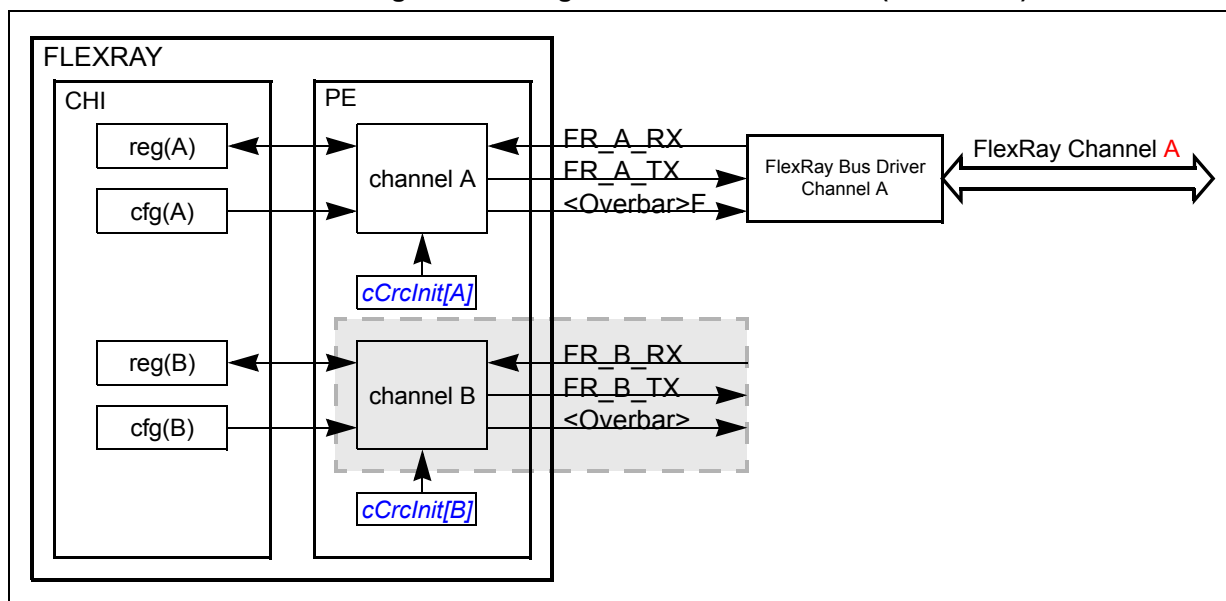 FLEXRAY
CHI
PE
reg(A)
cfg(A)
channel A
cCrcInit[A]
FR_A_RX
FR_A_TX
<Overbar>F
FlexRay Bus Driver
Channel A
FlexRay Channel A
reg(B)
cfg(B)
channel B
cCrcInit[B]
FR_B_RX
FR_B_TX
<Overbar>